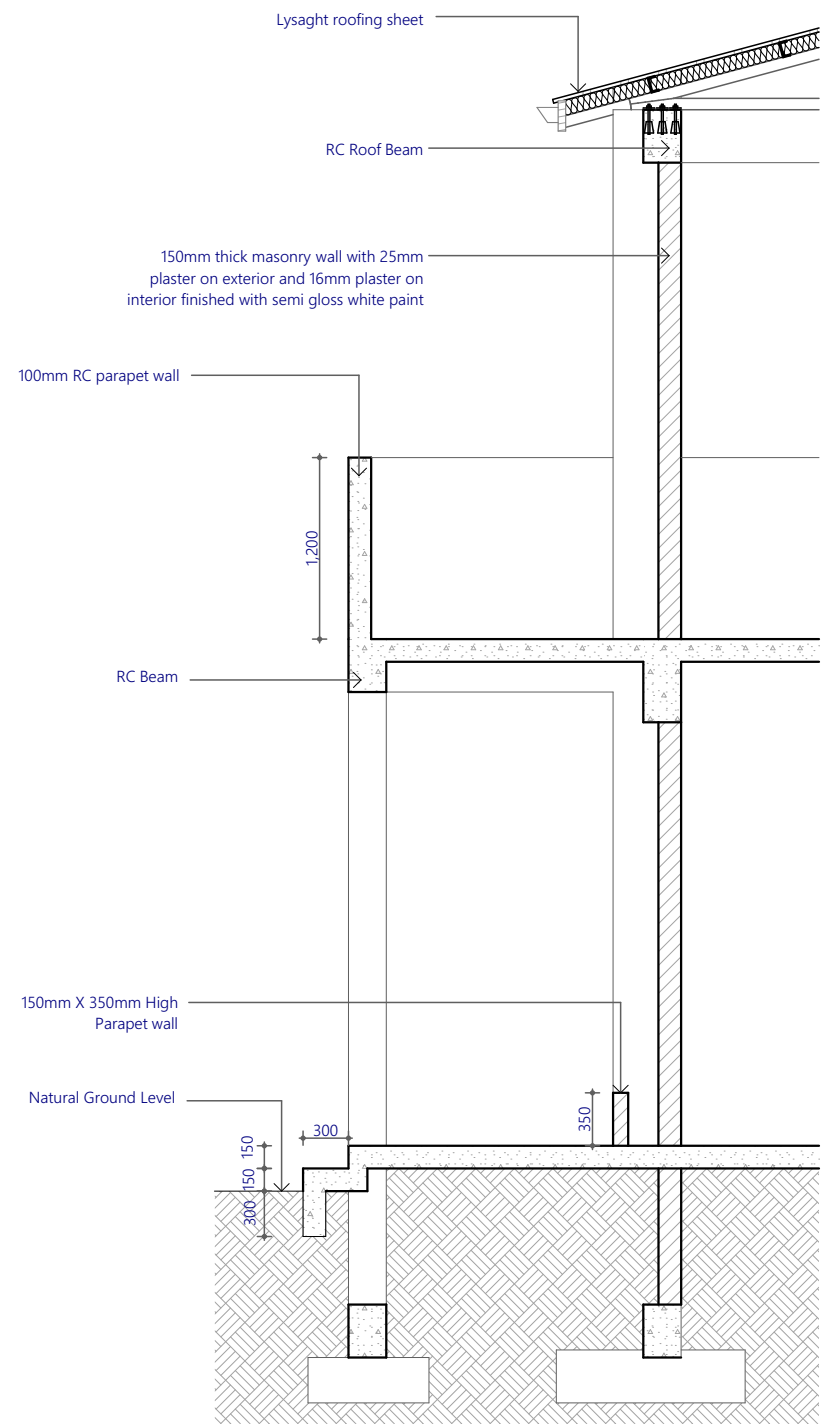 Lysaght roofing sheet
RC Roof Beam
150mm thick masonry wall with 25mm
plaster on exterior and 16mm plaster on
interior finished with semi gloss white paint
100mm RC parapet wall
1,200
RC Beam
150mm X 350mm High
Parapet wall
Natural Ground Level
350
300
150
150
300